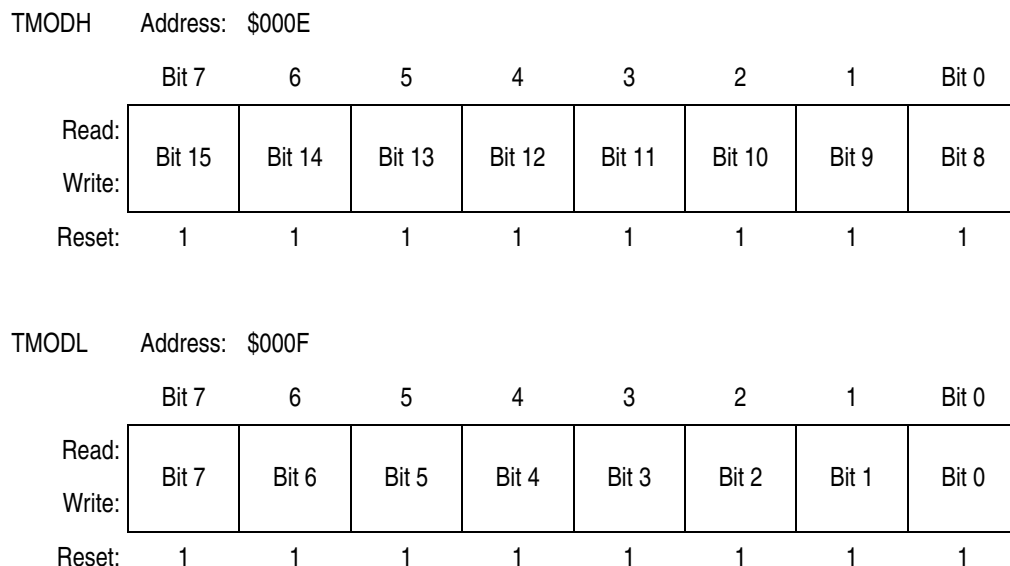 TMODH Address: $000E
Bit 7 6 5 4 3 2 1 Bit 0
Read:
Bit 15 Bit 14 Bit 13 Bit 12 Bit 11 Bit 10 Bit 9 Bit 8
Write:
Reset: 1 1 1 1 1 1 1 1
TMODL Address: $000F
Bit 7 6 5 4 3 2 1 Bit 0
Read:
Bit 7 Bit 6 Bit 5 Bit 4 Bit 3 Bit 2 Bit 1 Bit 0
Write:
Reset: 1 1 1 1 1 1 1 1